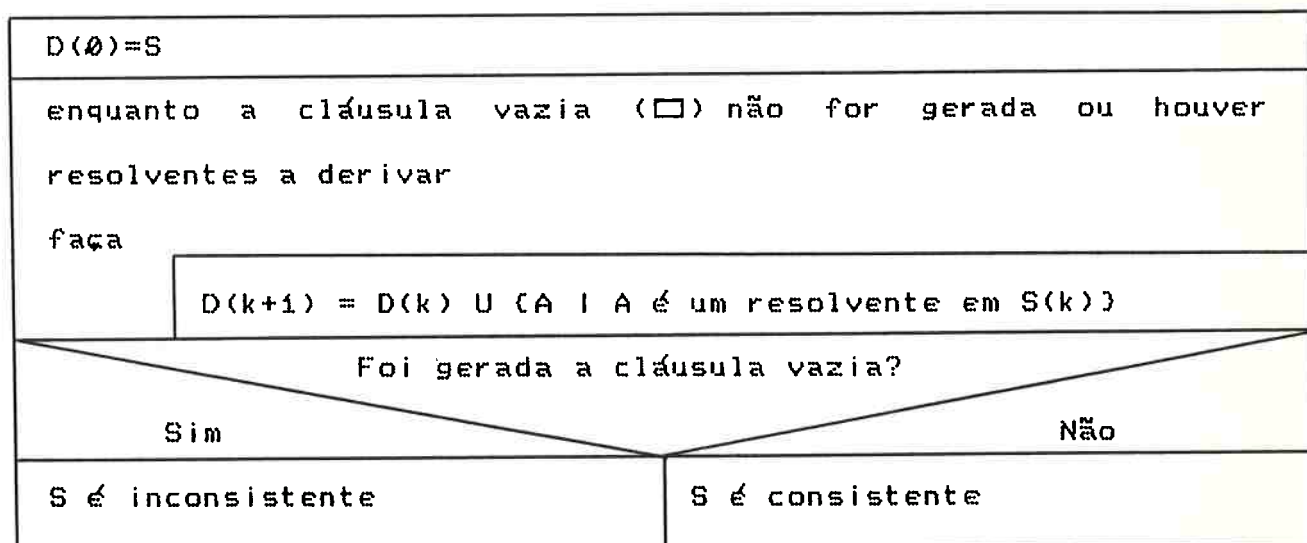 D(0)=S
enquanto a cláusula vazia (□) não for gerada ou houver
resolventes a derivar
faça
D(k+1) = D(k) U {A | A é um resolvente em S(k)}
Foi gerada a cláusula vazia?
Sim
Não
S é inconsistente
S é consistente